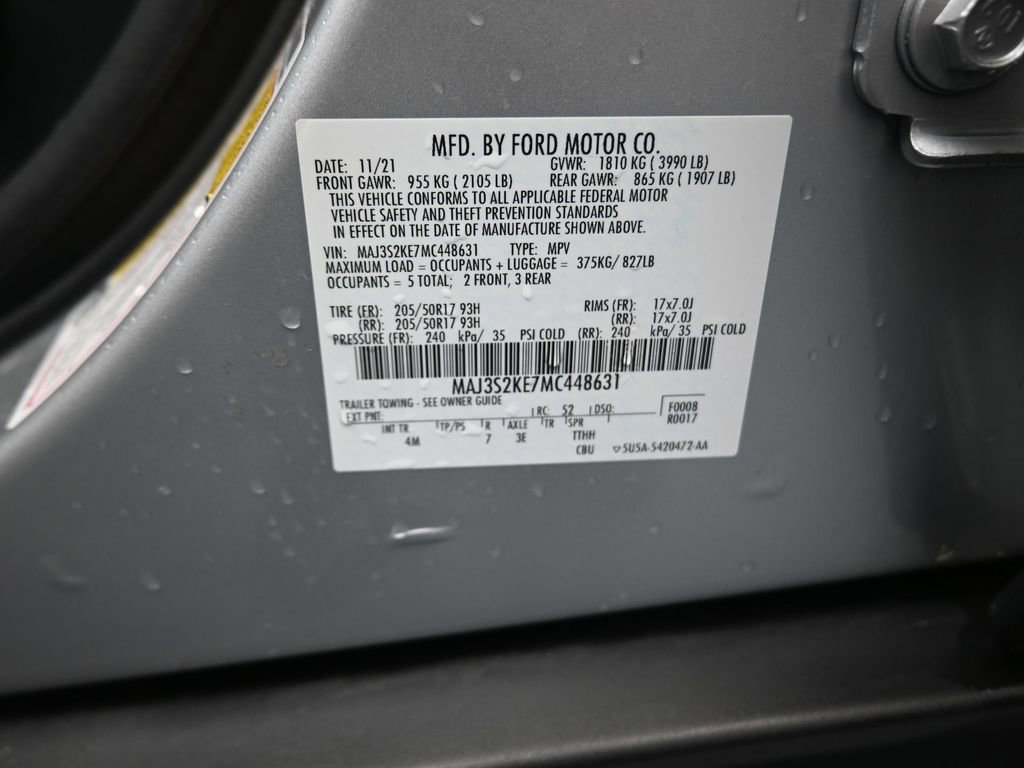 MFD. BY FORD MOTOR CO.
DATE: 11/21 GVWR: 1810 KG ( 3990 LB)
FRONT GAWR: 955 KG ( 2105 LB) REAR GAWR: 865 KG ( 1907 LB)
THIS VEHICLE CONFORMS TO ALL APPLICABLE FEDERAL MOTOR
VEHICLE SAFETY AND THEFT PREVENTION STANDARDS
IN EFFECT ON THE DATE OF MANUFACTURE SHOWN ABOVE.
VIN: MAJ3S2KE7MC448631 TYPE: MPV
MAXIMUM LOAD = OCCUPANTS + LUGGAGE = 375KG/ 827LB
OCCUPANTS = 5 TOTAL; 2 FRONT, 3 REAR
TIRE (FR): 205/50R17 93H RIMS (FR): 17x7.0J
(RR): 205/50R17 93H (RR): 17x7.0J
PRESSURE (FR): 240 kPa/ 35 PSI COLD (RR): 240 kPa/ 35 PSI COLD
MAJ3S2KE7MC448631
TRAILER TOWING - SEE OWNER GUIDE
EXT PNT: RC: 52 DSO: F0008
R0017
INT TR TP/PS R AXLE TR SPR
4M 7 3E TTHH
CBU 5U5A-5420472-AA